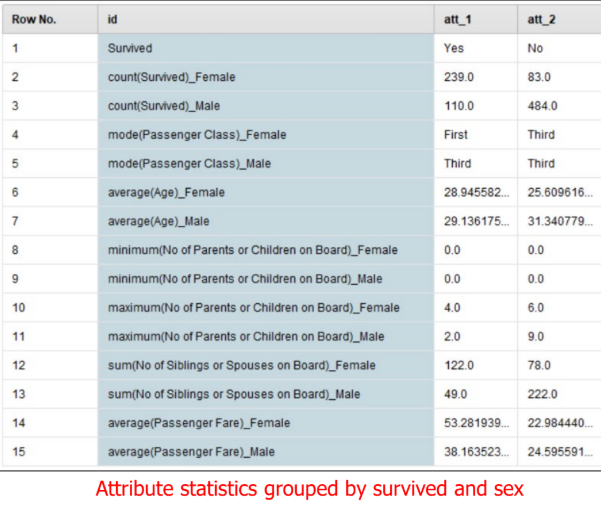 Row No. id att_1 att_2
1 Survived Yes No
2 count(Survived)_Female 239.0 83.0
3 count(Survived)_Male 110.0 484.0
4 mode(Passenger Class)_Female First Third
5 mode(Passenger Class)_Male Third Third
6 average(Age)_Female 28.945582... 25.609616...
7 average(Age)_Male 29.136175... 31.340779...
8 minimum(No of Parents or Children on Board)_Female 0.0 0.0
9 minimum(No of Parents or Children on Board)_Male 0.0 0.0
10 maximum(No of Parents or Children on Board)_Female 4.0 6.0
11 maximum(No of Parents or Children on Board)_Male 2.0 9.0
12 sum(No of Siblings or Spouses on Board)_Female 122.0 78.0
13 sum(No of Siblings or Spouses on Board)_Male 49.0 222.0
14 average(Passenger Fare)_Female 53.281939... 22.984440...
15 average(Passenger Fare)_Male 38.163523... 24.595591...
Attribute statistics grouped by survived and sex